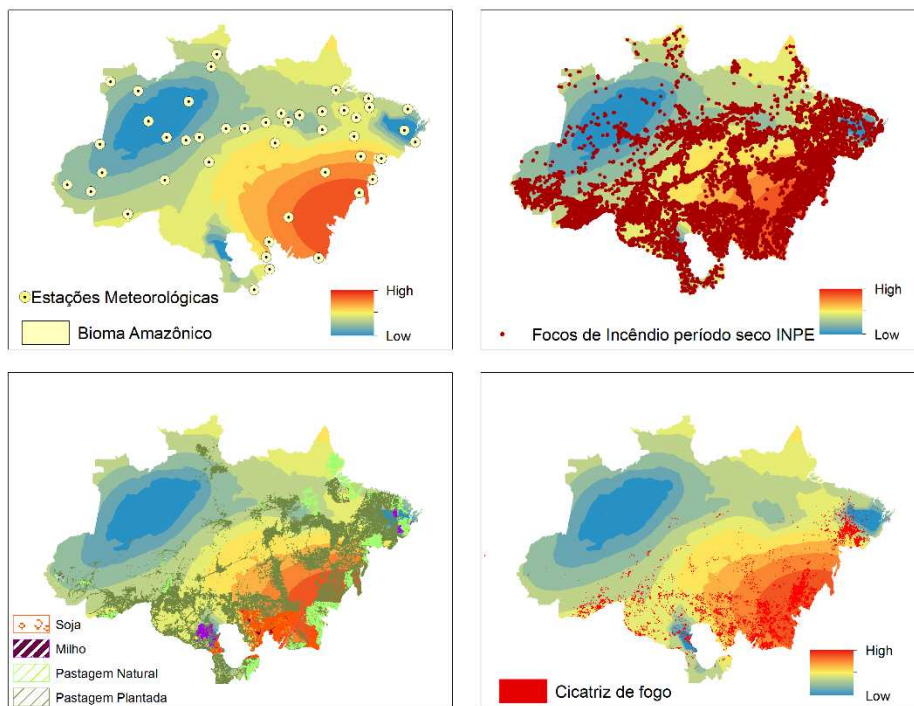 Estações Meteorológicas
Bioma Amazônico
High
Low
Focos de Incêndio período seco INPE
High
Low
Soja
Milho
Pastagem Natural
Pastagem Plantada
Cicatriz de fogo
High
Low